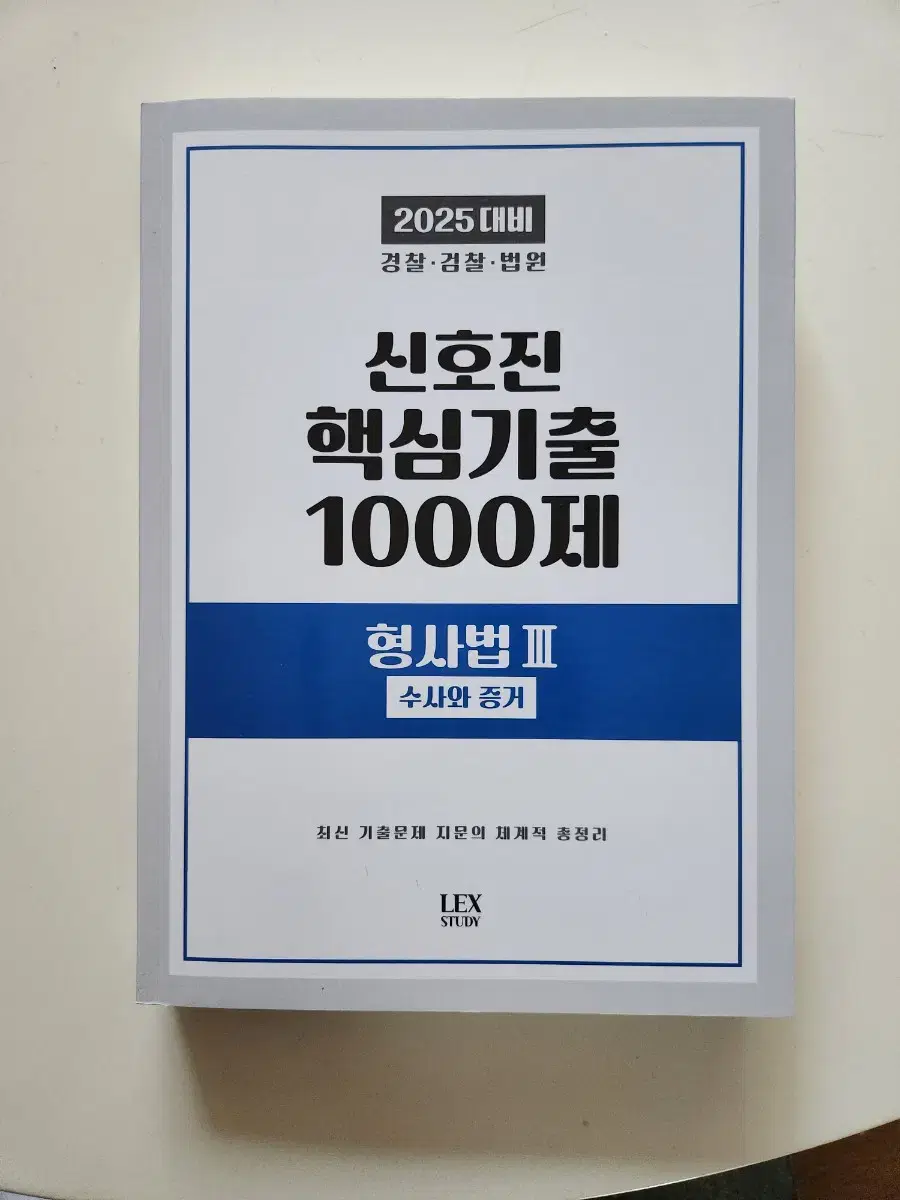 2025 대비
경찰·검찰·법원
신호진
핵심기출
1000제
형사법 Ⅲ
수사와 증거
최신 기출문제 지문의 체계적 총정리
LEX
STUDY